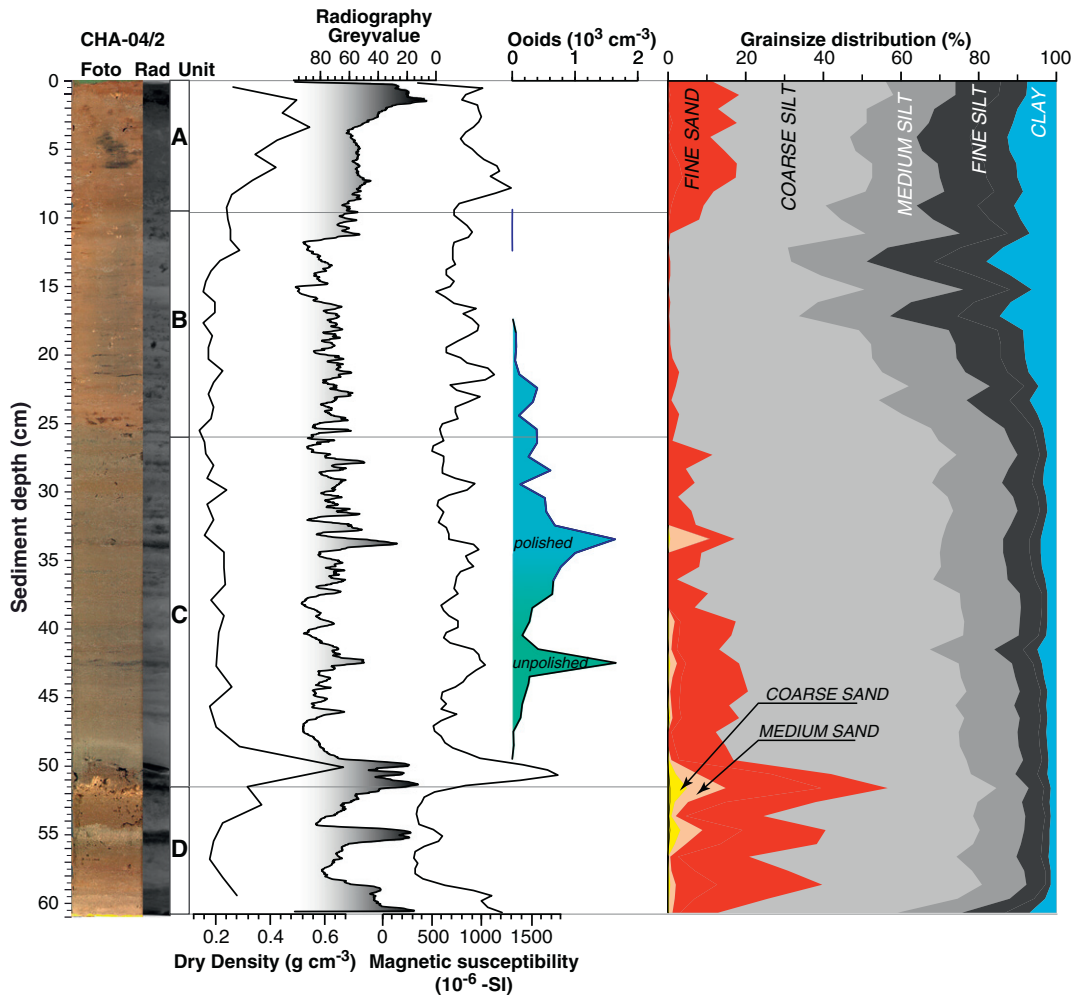 CHA-04/2
Foto Rad Unit
Radiography
Greyvalue
80 60 40 20 0
Ooids (10³ cm⁻³)
0 1 2
Grainsize distribution (%)
0 20 40 60 80 100
Sediment depth (cm)
0
5
10
15
20
25
30
35
40
45
50
55
60
A
B
C
D
polished
unpolished
FINE SAND
COARSE SILT
MEDIUM SILT
FINE SILT
CLAY
COARSE SAND
MEDIUM SAND
0.2 0.4 0.6 0 500 1000 1500
Dry Density (g cm⁻³) Magnetic susceptibility
(10⁻⁶ -SI)